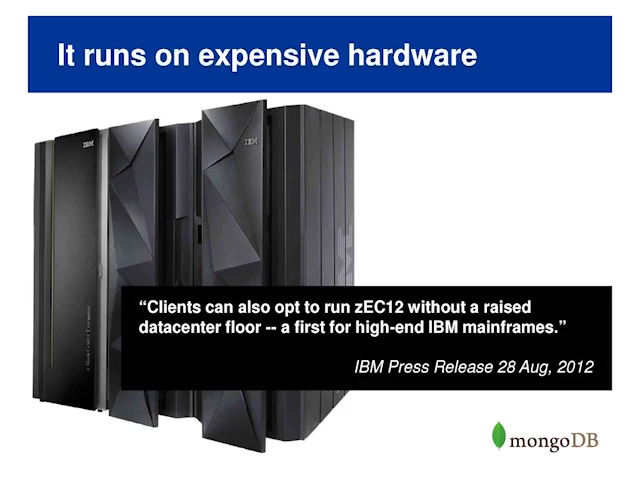 It runs on expensive hardware
IBM
IBM
“Clients can also opt to run zEC12 without a raised
datacenter floor -- a first for high-end IBM mainframes.”
IBM Press Release 28 Aug, 2012
mongoDB